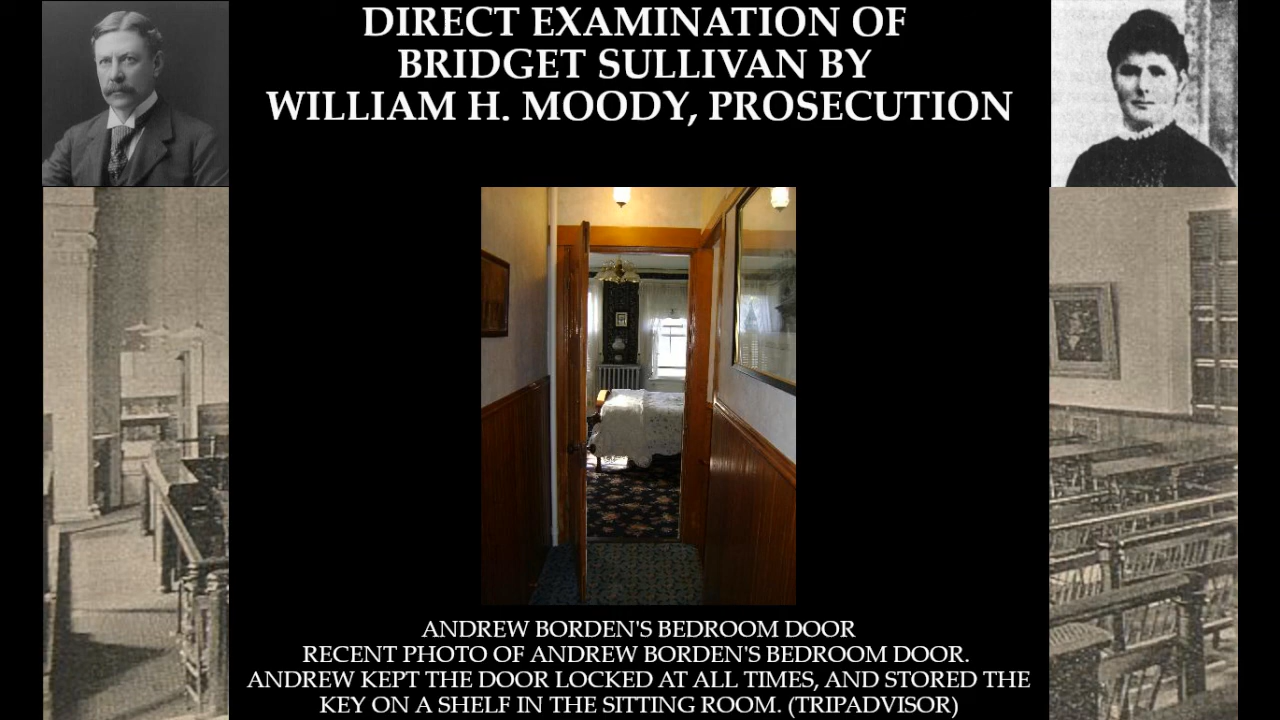 DIRECT EXAMINATION OF
BRIDGET SULLIVAN BY
WILLIAM H. MOODY, PROSECUTION
ANDREW BORDEN'S BEDROOM DOOR
RECENT PHOTO OF ANDREW BORDEN'S BEDROOM DOOR.
ANDREW KEPT THE DOOR LOCKED AT ALL TIMES, AND STORED THE
KEY ON A SHELF IN THE SITTING ROOM. (TRIPADVISOR)